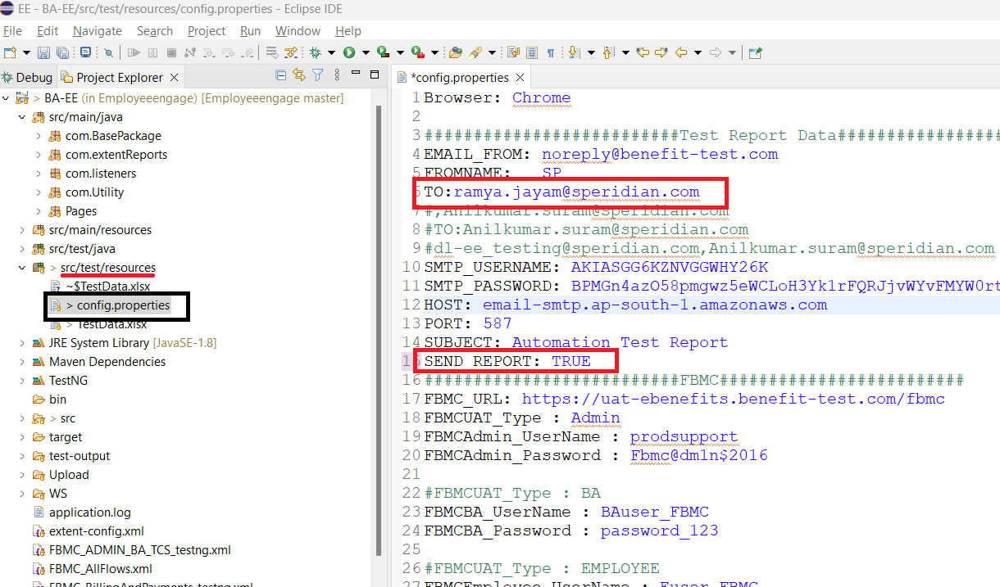 EE - BA-EE/src/test/resources/config.properties - Eclipse IDE
File Edit Navigate Search Project Run Window Help
Debug Project Explorer
BA-EE (in Employeeengage) [Employeeengage master]
src/main/java
com.BasePackage
com.extentReports
com.listeners
com.Utility
Pages
src/main/resources
src/test/java
> src/test/resources
~$TestData.xlsx
> config.properties
> TestData.xlsx
JRE System Library [JavaSE-1.8]
Maven Dependencies
TestNG
bin
> src
target
test-output
Upload
WS
application.log
extent-config.xml
FBMC_ADMIN_BA_TCS_testng.xml
FBMC_AllFlows.xml
FBMC_BillingAndPayments_testng.xml
*config.properties
1 Browser: Chrome
2
3 ##########################Test Report Data###################
4 EMAIL_FROM: noreply@benefit-test.com
5 FROMNAME: SP
6 TO:ramya.jayam@speridian.com
7 #,Anilkumar.suram@speridian.com
8 #TO:Anilkumar.suram@speridian.com
9 #dl-ee_testing@speridian.com,Anilkumar.suram@speridian.com
10 SMTP_USERNAME: AKIASGG6KZNVGGWHY26K
11 SMTP_PASSWORD: BPMGn4azO58pmgwz5eWCLoH3Yk1rFQRJjvWYvFMYW0rt
12 HOST: email-smtp.ap-south-1.amazonaws.com
13 PORT: 587
14 SUBJECT: Automation Test Report
15 SEND_REPORT: TRUE
16 ##########################FBMC#########################
17 FBMC_URL: https://uat-ebenefits.benefit-test.com/fbmc
18 FBMCUAT_Type : Admin
19 FBMCAdmin_UserName : prodsupport
20 FBMCAdmin_Password : Fbmc@dm1n$2016
21
22 #FBMCUAT_Type : BA
23 FBMCBA_UserName : BAuser_FBMC
24 FBMCBA_Password : password_123
25
26 #FBMCUAT_Type : EMPLOYEE
27 FBMCEmployee_UserName : Euser_FBMC